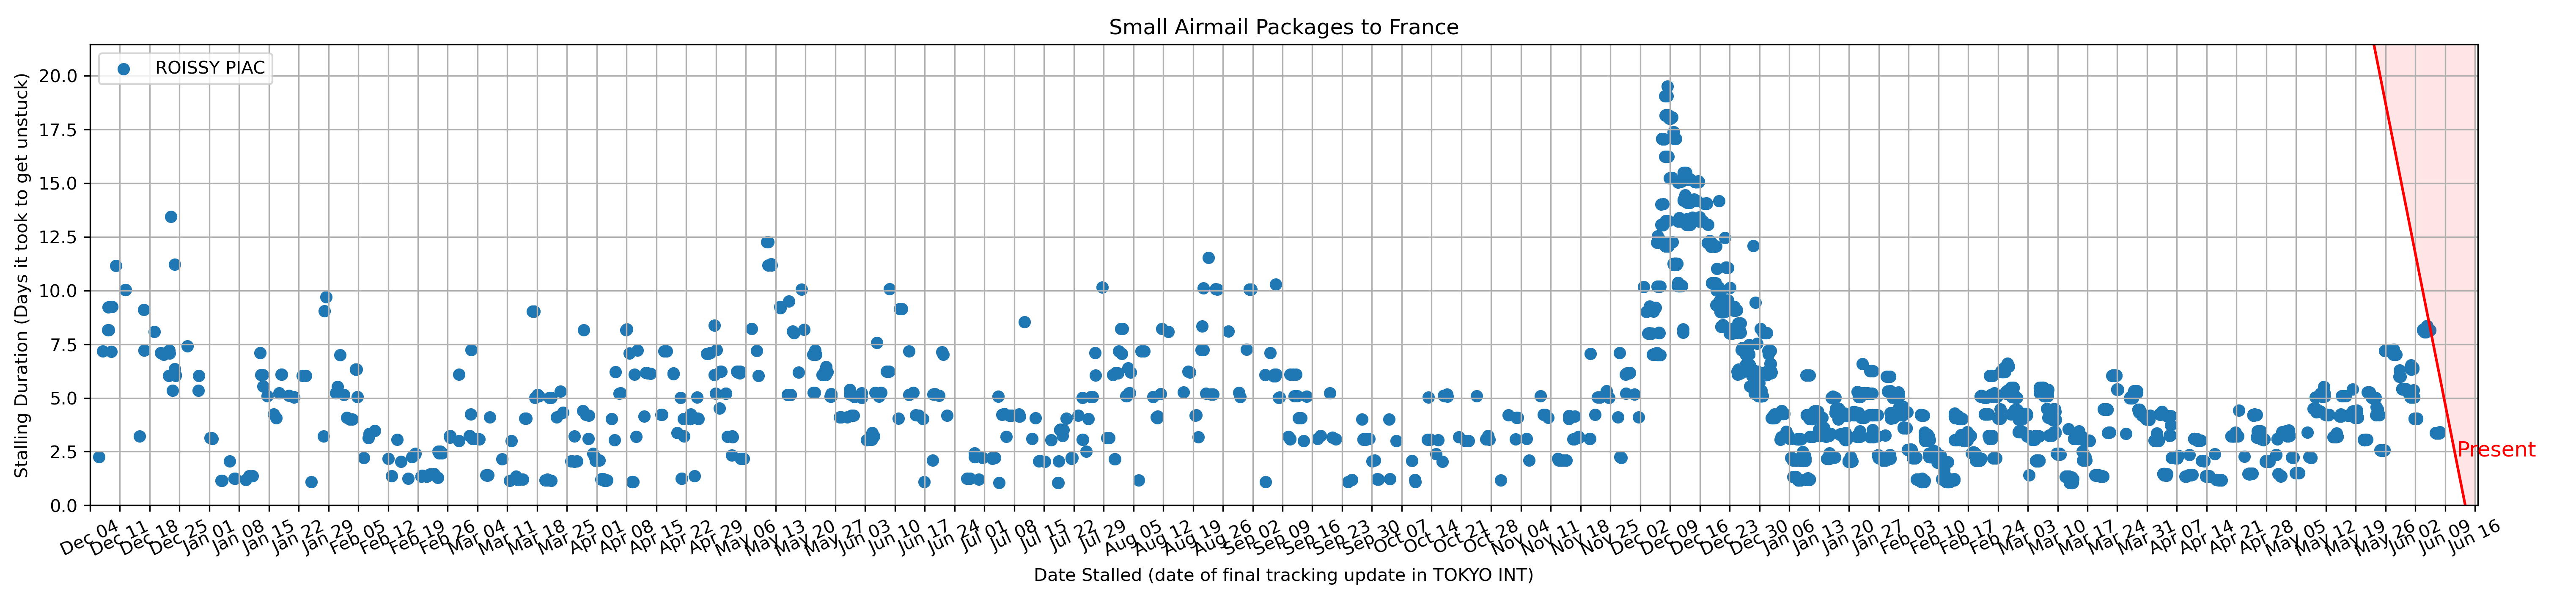 Small Airmail Packages to France
ROISSY PIAC
Stalling Duration (Days it took to get unstuck)
20.0
17.5
15.0
12.5
10.0
7.5
5.0
2.5
0.0
Present
Dec 04
Dec 11
Dec 18
Dec 25
Jan 01
Jan 08
Jan 15
Jan 22
Jan 29
Feb 05
Feb 12
Feb 19
Feb 26
Mar 04
Mar 11
Mar 18
Mar 25
Apr 01
Apr 08
Apr 15
Apr 22
Apr 29
May 06
May 13
May 20
May 27
Jun 03
Jun 10
Jun 17
Jun 24
Jul 01
Jul 08
Jul 15
Jul 22
Jul 29
Aug 05
Aug 12
Aug 19
Aug 26
Sep 02
Sep 09
Sep 16
Sep 23
Sep 30
Oct 07
Oct 14
Oct 21
Oct 28
Nov 04
Nov 11
Nov 18
Nov 25
Dec 02
Dec 09
Dec 16
Dec 23
Dec 30
Jan 06
Jan 13
Jan 20
Jan 27
Feb 03
Feb 10
Feb 17
Feb 24
Mar 03
Mar 10
Mar 17
Mar 24
Mar 31
Apr 07
Apr 14
Apr 21
Apr 28
May 05
May 12
May 19
May 26
Jun 02
Jun 09
Jun 16
Date Stalled (date of final tracking update in TOKYO INT)